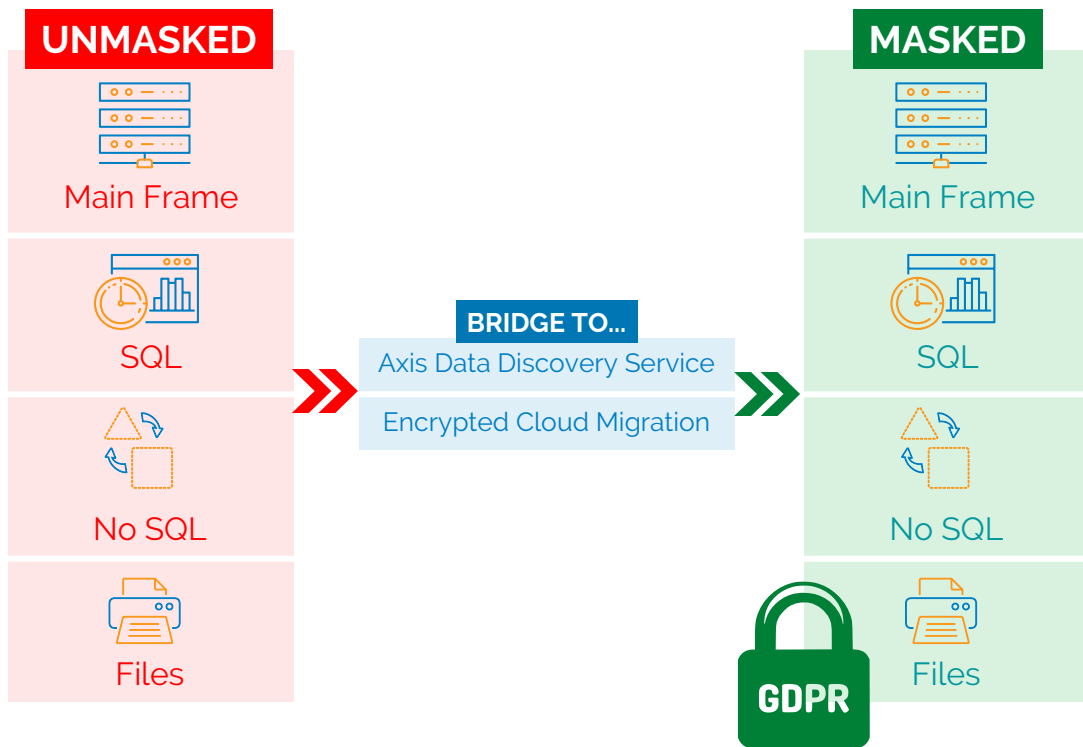 UNMASKED
Main Frame
SQL
No SQL
Files
BRIDGE TO...
Axis Data Discovery Service
Encrypted Cloud Migration
MASKED
Main Frame
SQL
No SQL
Files
GDPR